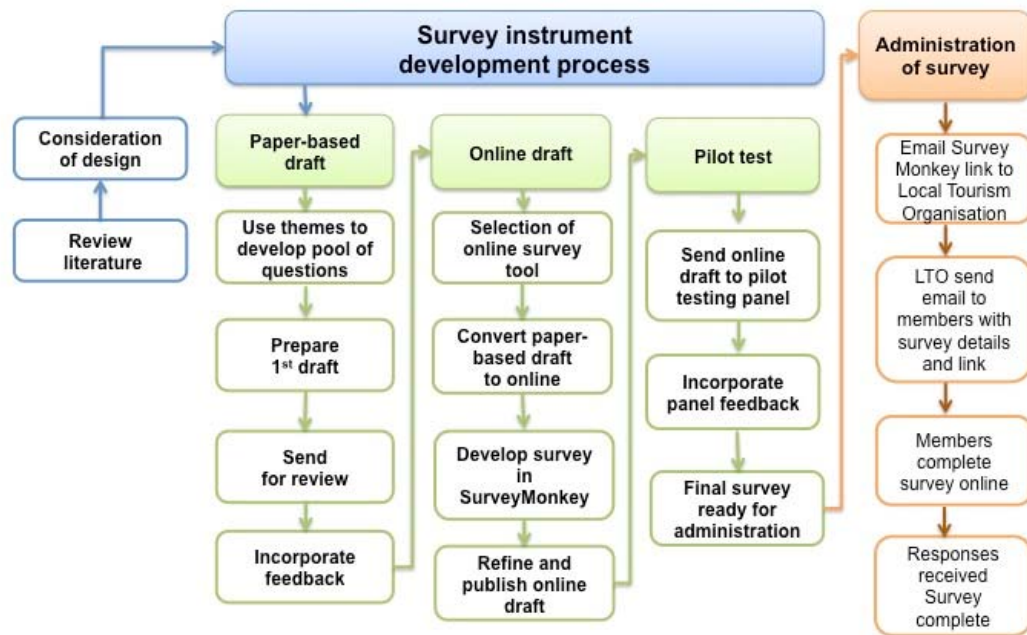 Survey instrument
development process
Administration
of survey
Consideration
of design
Review
literature
Paper-based
draft
Use themes to
develop pool of
questions
Prepare
1st draft
Send
for review
Incorporate
feedback
Online draft
Selection of
online survey
tool
Convert paper-
based draft
to online
Develop survey
in
SurveyMonkey
Refine and
publish online
draft
Pilot test
Send online
draft to pilot
testing panel
Incorporate
panel feedback
Final survey
ready for
administration
Email Survey
Monkey link to
Local Tourism
Organisation
LTO send
email to
members with
survey details
and link
Members
complete
survey online
Responses
received
Survey
complete